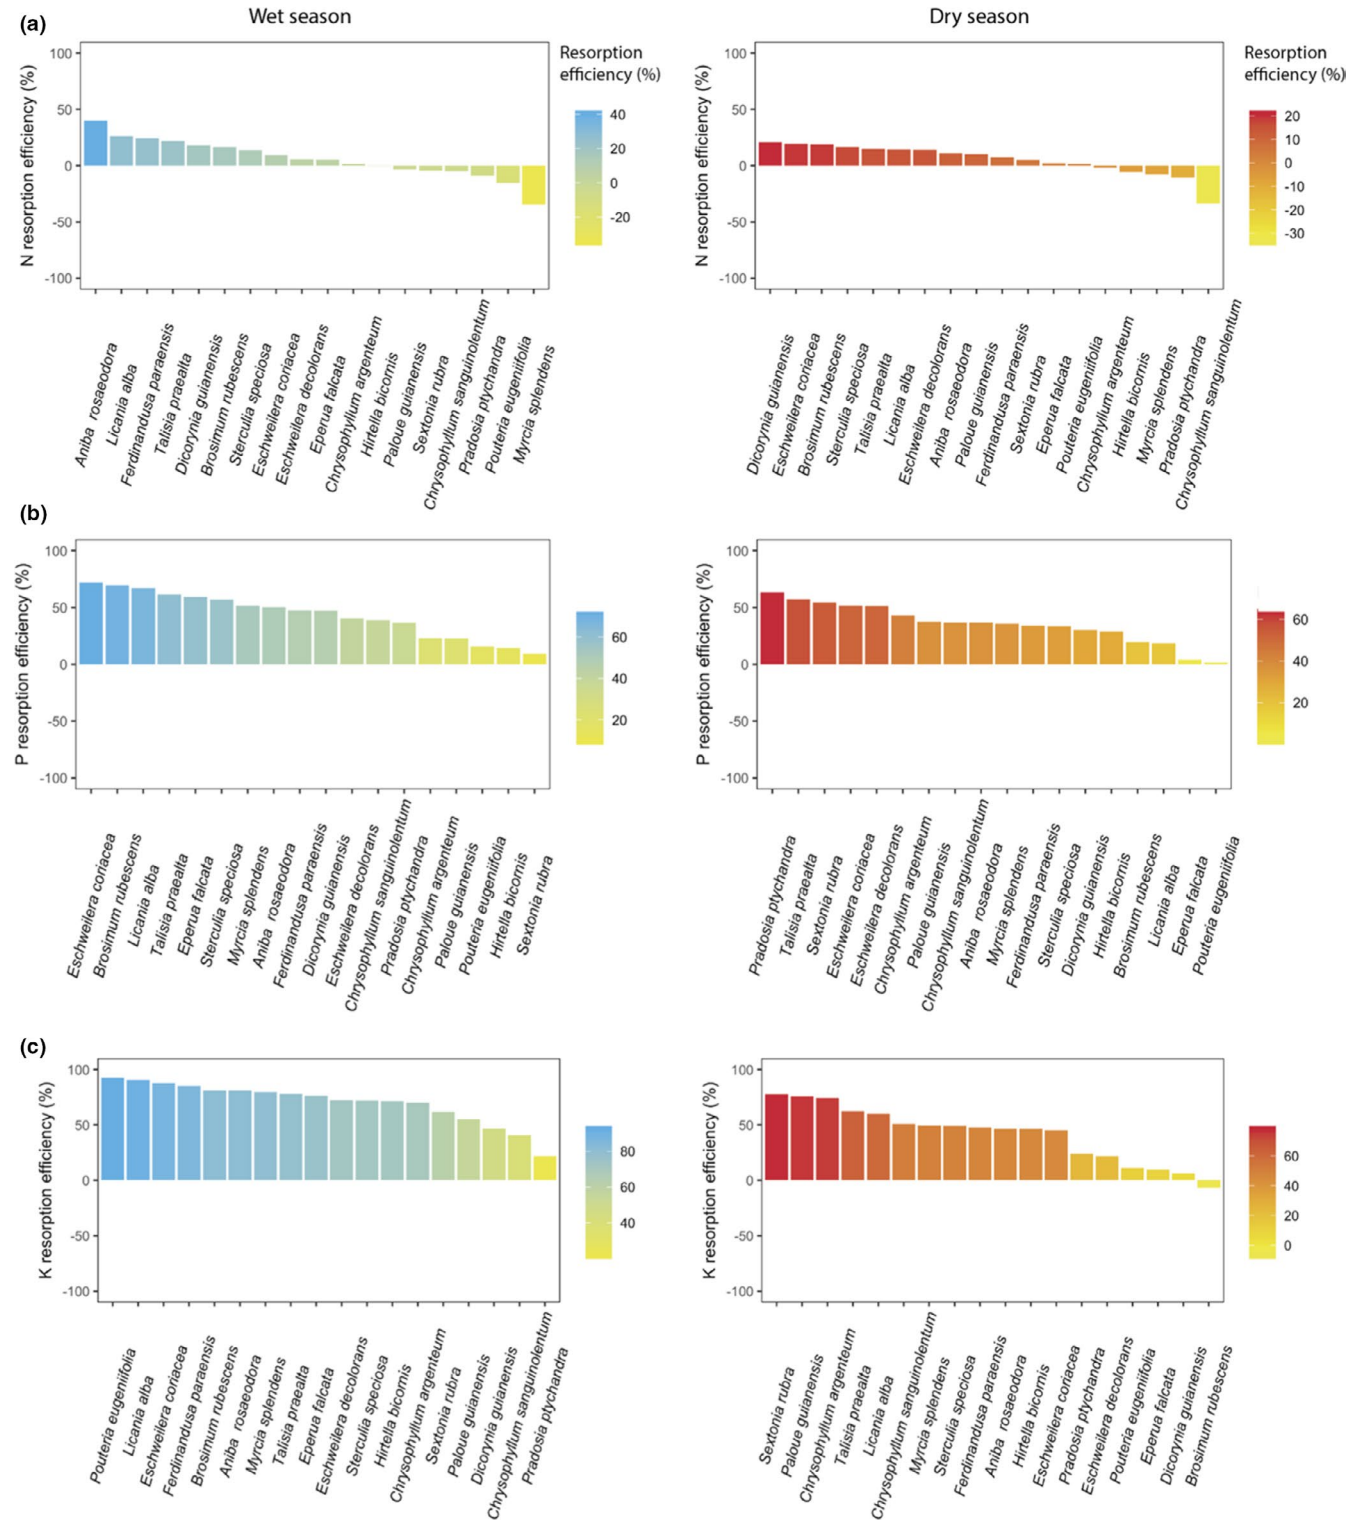 (a)
Wet season
Dry season
N resorption efficiency (%)
100
50
0
-50
-100
Resorption
efficiency (%)
40
20
0
-20
Aniba rosaeodora
Licania alba
Ferdinandusa paraensis
Talisia praealta
Dicorynia guianensis
Brosimum rubescens
Sterculia speciosa
Eschweilera coriacea
Eschweilera decolorans
Eperua falcata
Chrysophyllum argenteum
Hirtella bicornis
Paloue guianensis
Sextonia rubra
Chrysophyllum sanguinolentum
Pradosia ptychandra
Pouteria eugeniifolia
Myrcia splendens
N resorption efficiency (%)
100
50
0
-50
-100
Resorption
efficiency (%)
20
10
0
-10
-20
-30
Dicorynia guianensis
Eschweilera coriacea
Brosimum rubescens
Sterculia speciosa
Talisia praealta
Licania alba
Eschweilera decolorans
Aniba rosaeodora
Paloue guianensis
Ferdinandusa paraensis
Sextonia rubra
Eperua falcata
Pouteria eugeniifolia
Chrysophyllum argenteum
Hirtella bicornis
Myrcia splendens
Pradosia ptychandra
Chrysophyllum sanguinolentum
(b)
P resorption efficiency (%)
100
50
0
-50
-100
60
40
20
Eschweilera coriacea
Brosimum rubescens
Licania alba
Talisia praealta
Eperua falcata
Sterculia speciosa
Myrcia splendens
Aniba rosaeodora
Ferdinandusa paraensis
Dicorynia guianensis
Eschweilera decolorans
Chrysophyllum sanguinolentum
Pradosia ptychandra
Chrysophyllum argenteum
Paloue guianensis
Pouteria eugeniifolia
Hirtella bicornis
Sextonia rubra
P resorption efficiency (%)
100
50
0
-50
-100
60
40
20
Pradosia ptychandra
Talisia praealta
Sextonia rubra
Eschweilera coriacea
Eschweilera decolorans
Chrysophyllum argenteum
Paloue guianensis
Chrysophyllum sanguinolentum
Aniba rosaeodora
Myrcia splendens
Ferdinandusa paraensis
Sterculia speciosa
Dicorynia guianensis
Hirtella bicornis
Brosimum rubescens
Licania alba
Eperua falcata
Pouteria eugeniifolia
(c)
K resorption efficiency (%)
100
50
0
-50
-100
80
60
40
Pouteria eugeniifolia
Licania alba
Eschweilera coriacea
Ferdinandusa paraensis
Brosimum rubescens
Aniba rosaeodora
Myrcia splendens
Talisia praealta
Eperua falcata
Eschweilera decolorans
Sterculia speciosa
Hirtella bicornis
Chrysophyllum argenteum
Sextonia rubra
Paloue guianensis
Dicorynia guianensis
Chrysophyllum sanguinolentum
Pradosia ptychandra
K resorption efficiency (%)
100
50
0
-50
-100
60
40
20
0
Sextonia rubra
Paloue guianensis
Chrysophyllum argenteum
Talisia praealta
Licania alba
Chrysophyllum sanguinolentum
Myrcia splendens
Sterculia speciosa
Ferdinandusa paraensis
Aniba rosaeodora
Hirtella bicornis
Eschweilera coriacea
Pradosia ptychandra
Eschweilera decolorans
Pouteria eugeniifolia
Eperua falcata
Dicorynia guianensis
Brosimum rubescens